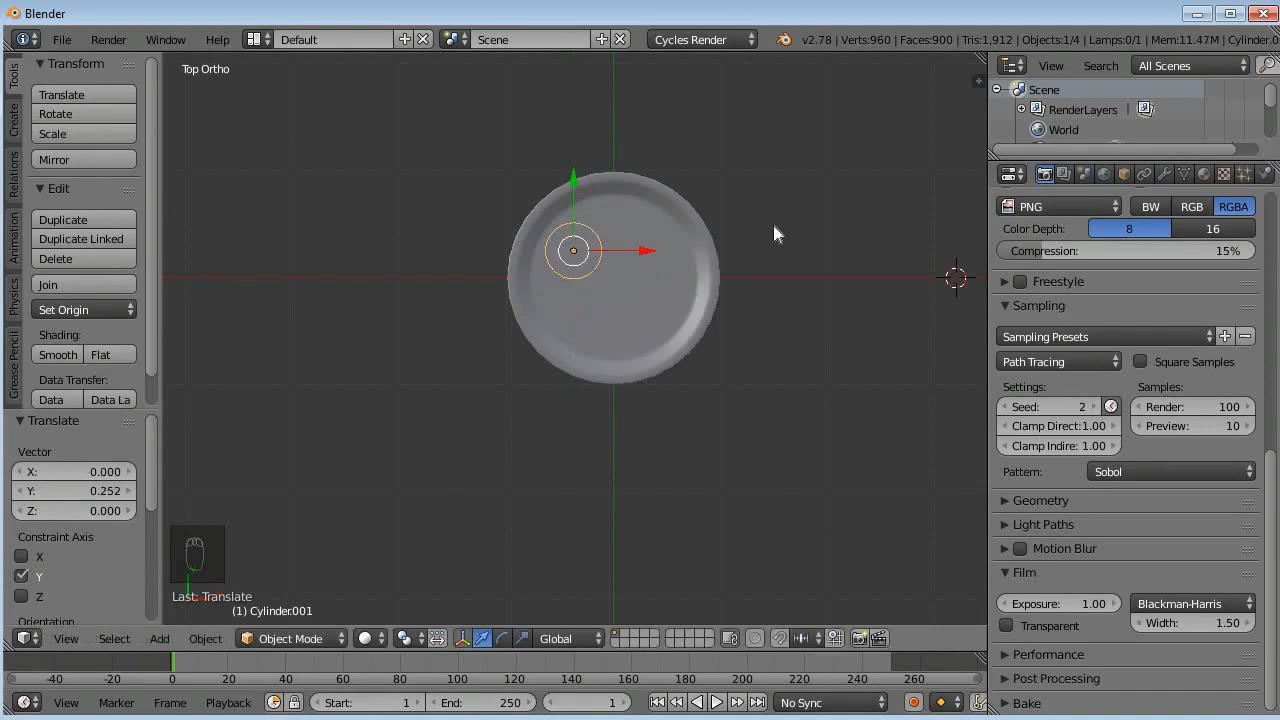 Blender
File Render Window Help Default Scene Cycles Render v2.78 | Verts:960 | Faces:900 | Tris:1,912 | Objects:1/4 | Lamps:0/1 | Mem:11.47M | Cylinder.0
Tools
Create
Relations
Animation
Physics
Grease Pencil
Transform
Translate
Rotate
Scale
Mirror
Edit
Duplicate
Duplicate Linked
Delete
Join
Set Origin
Shading:
Smooth Flat
Data Transfer:
Data Data La
Translate
Vector
X: 0.000
Y: 0.252
Z: 0.000
Constraint Axis
X
Y
Z
Orientation
Top Ortho
Last: Translate
(1) Cylinder.001
View Select Add Object Object Mode Global
-40 -20 0 20 40 60 80 100 120 140 160 180 200 220 240 260
View Marker Frame Playback Start: 1 End: 250 1 No Sync
View Search All Scenes
Scene
RenderLayers
World
PNG BW RGB RGBA
Color Depth: 8 16
Compression: 15%
Freestyle
Sampling
Sampling Presets
Path Tracing Square Samples
Settings: Samples:
Seed: 2 Render: 100
Clamp Direct:1.00 Preview: 10
Clamp Indire: 1.00
Pattern: Sobol
Geometry
Light Paths
Motion Blur
Film
Exposure: 1.00 Blackman-Harris
Transparent Width: 1.50
Performance
Post Processing
Bake